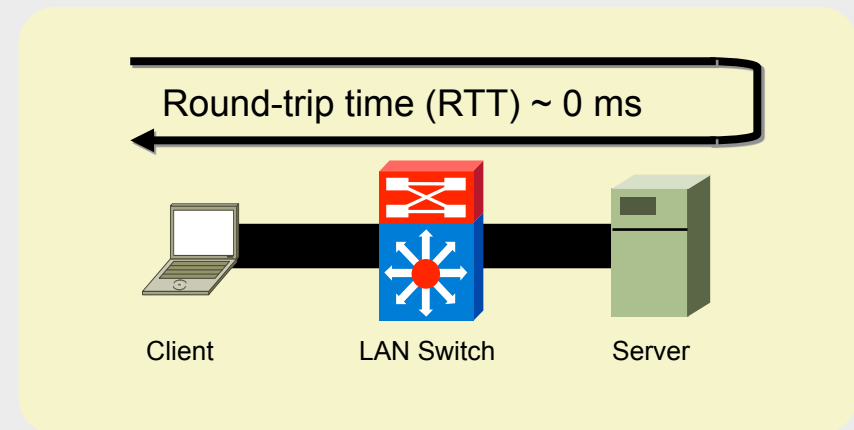 Round-trip time (RTT) ~ 0 ms
Client
LAN Switch
Server